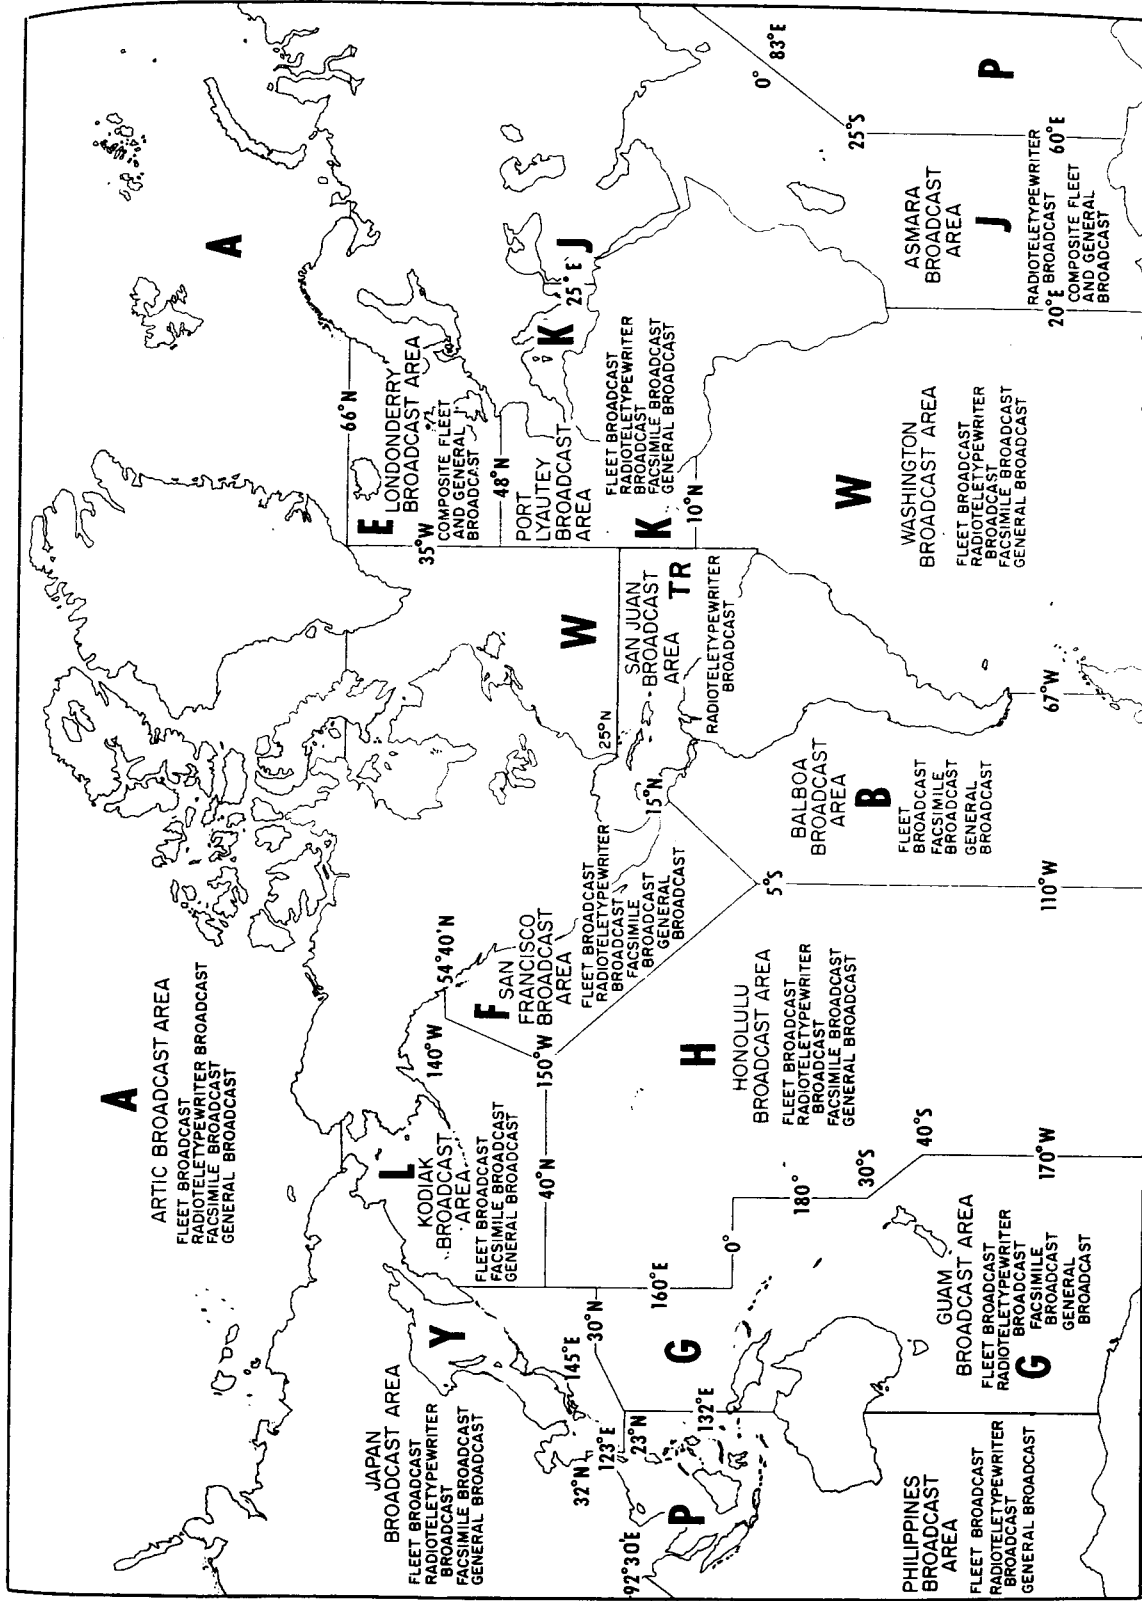 A
ARTIC BROADCAST AREA
FLEET BROADCAST
RADIOTELETYPEWRITER BROADCAST
FACSIMILE BROADCAST
GENERAL BROADCAST
A
JAPAN
BROADCAST AREA
FLEET BROADCAST
RADIOTELETYPEWRITER
BROADCAST
FACSIMILE BROADCAST
GENERAL BROADCAST
Y
L
KODIAK
BROADCAST
AREA
FLEET BROADCAST
FACSIMILE BROADCAST
GENERAL BROADCAST
140°W
54°40'N
F
SAN
FRANCISCO
BROADCAST
AREA
FLEET BROADCAST
RADIOTELETYPEWRITER
BROADCAST
FACSIMILE
BROADCAST
GENERAL
BROADCAST
150°W
40°N
66°N
E
LONDONDERRY
BROADCAST AREA
COMPOSITE FLEET
AND GENERAL
BROADCAST
35°W
48°N
PORT
LYAUTEY
BROADCAST
AREA
K
FLEET BROADCAST
RADIOTELETYPEWRITER
BROADCAST
FACSIMILE BROADCAST
GENERAL BROADCAST
K
10°N
25°E
J
W
25°N
SAN JUAN
BROADCAST
AREA
TR
RADIOTELETYPEWRITER
BROADCAST
15°N
32°N
145°E
30°N
123°E
23°N
92°30'E
160°E
132°E
G
P
0°
180°
30°S
40°S
170°W
H
HONOLULU
BROADCAST AREA
FLEET BROADCAST
RADIOTELETYPEWRITER
BROADCAST
FACSIMILE BROADCAST
GENERAL BROADCAST
5°S
110°W
BALBOA
BROADCAST
AREA
B
FLEET
BROADCAST
FACSIMILE
BROADCAST
GENERAL
BROADCAST
67°W
W
WASHINGTON
BROADCAST AREA
FLEET BROADCAST
RADIOTELETYPEWRITER
BROADCAST
FACSIMILE BROADCAST
GENERAL BROADCAST
20°E
ASMARA
BROADCAST
AREA
J
RADIOTELETYPEWRITER
BROADCAST
COMPOSITE FLEET
AND GENERAL
BROADCAST
0°
83°E
25°S
60°E
P
PHILIPPINES
BROADCAST
AREA
FLEET BROADCAST
RADIOTELETYPEWRITER
BROADCAST
GENERAL BROADCAST
GUAM
BROADCAST AREA
FLEET BROADCAST
RADIOTELETYPEWRITER
BROADCAST
FACSIMILE
BROADCAST
GENERAL
BROADCAST
G